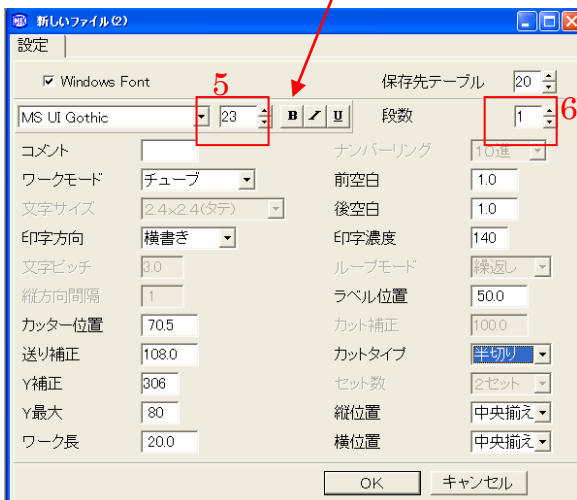 新しいファイル(2)
設定
Windows Font
5
保存先テーブル 20
MS UI Gothic 23 B I U 段数 1 6
コメント ナンバーリング 10進
ワークモード チューブ 前空白 1.0
文字サイズ 2.4×2.4(タテ) 後空白 1.0
印字方向 横書き 印字濃度 140
文字ピッチ 3.0 ループモード 繰返し
縦方向間隔 1 ラベル位置 50.0
カッター位置 70.5 カット補正 100.0
送り補正 108.0 カットタイプ 半切り
Y補正 306 セット数 2セット
Y最大 80 縦位置 中央揃え
ワーク長 20.0 横位置 中央揃え
OK キャンセル